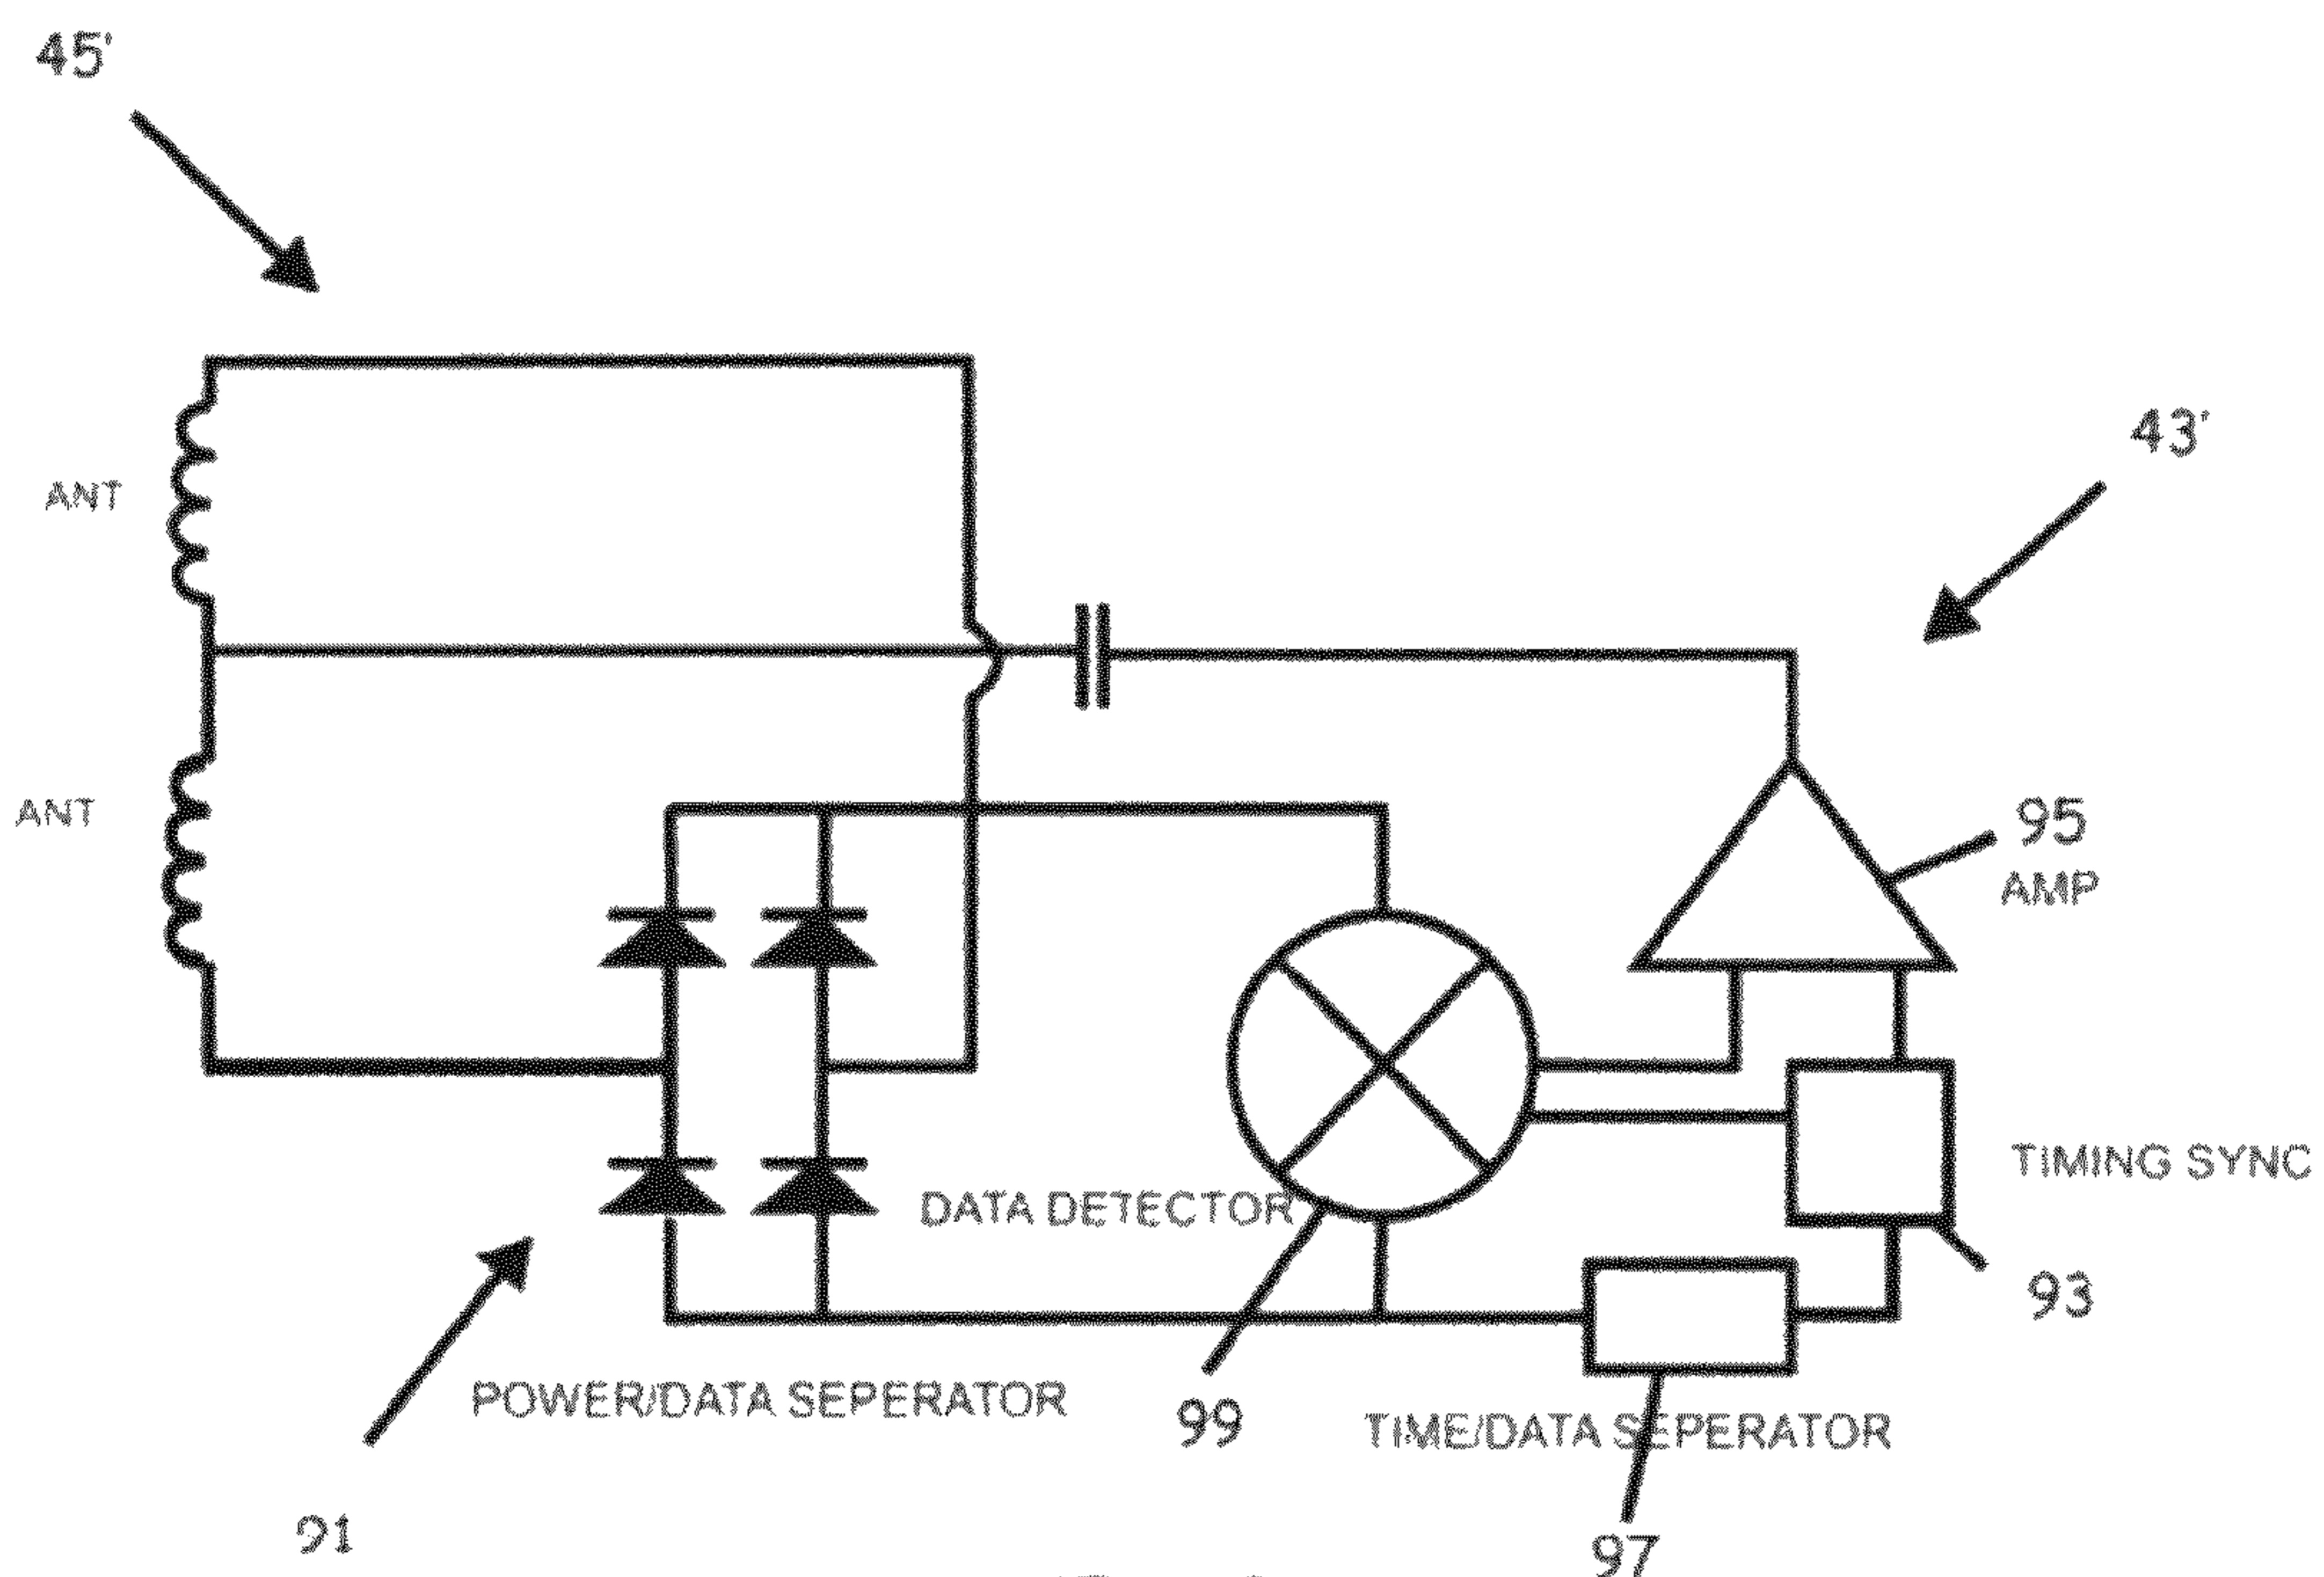 45'
43'
ANT
ANT
95
AMP
TIMING SYNC
DATA DETECTOR
93
POWER/DATA SEPERATOR
99
TIME/DATA SEPERATOR
91
97